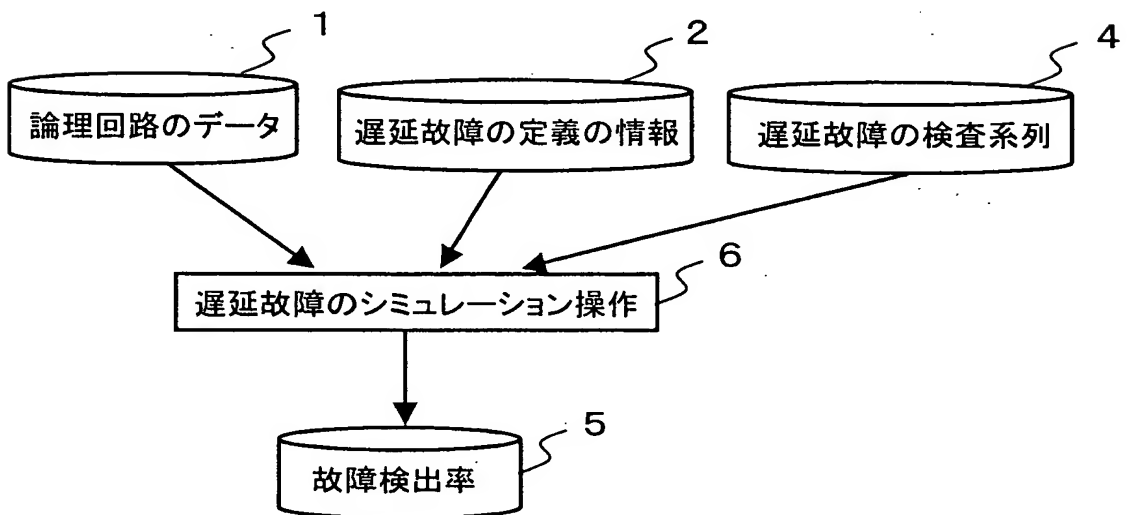 1
2
4
論理回路のデータ
遅延故障の定義の情報
遅延故障の検査系列
6
遅延故障のシミュレーション操作
5
故障検出率